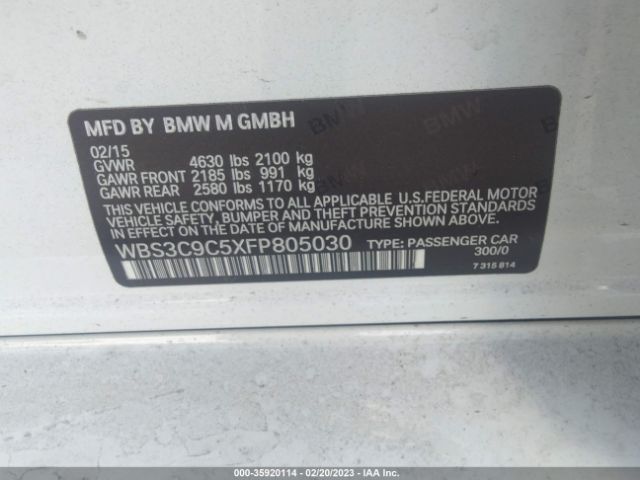 MFD BY BMW M GMBH
02/15
GVWR 4630 lbs 2100 kg
GAWR FRONT 2185 lbs 991 kg
GAWR REAR 2580 lbs 1170 kg
THIS VEHICLE CONFORMS TO ALL APPLICABLE U.S.FEDERAL MOTOR
VEHICLE SAFETY, BUMPER, AND THEFT PREVENTION STANDARDS
IN EFFECT ON THE DATE OF MANUFACTURE SHOWN ABOVE.
WBS3C9C5XFP805030 TYPE: PASSENGER CAR
300/0
7 315 814
000-35920114 - 02/20/2023 - IAA Inc.